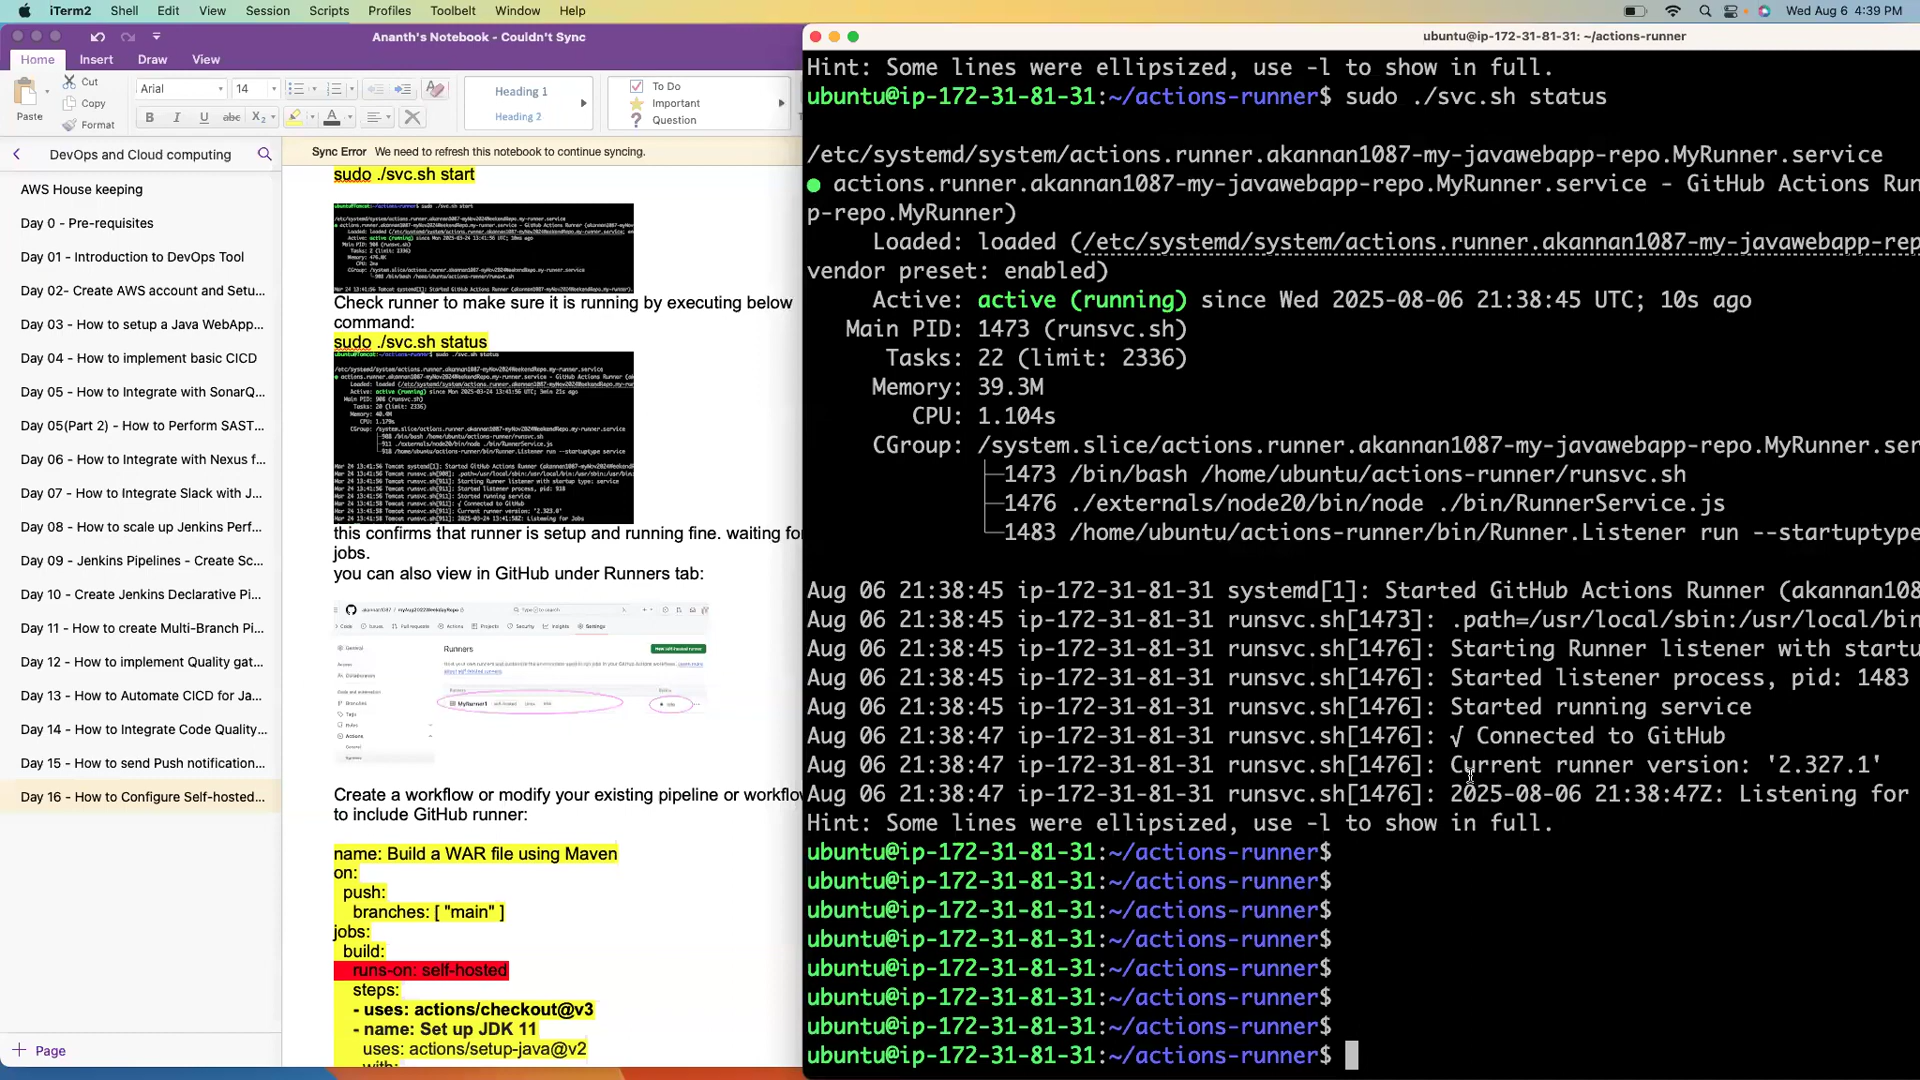 iTerm2 Shell Edit View Session Scripts Profiles Toolbelt Window Help Wed Aug 6 4:39 PM
Ananth's Notebook - Couldn't Sync
Home Insert Draw View
Paste
Cut
Copy
Format
Arial 14
Heading 1
Heading 2
To Do
Important
Question
DevOps and Cloud computing
AWS House keeping
Day 0 - Pre-requisites
Day 01 - Introduction to DevOps Tool
Day 02- Create AWS account and Setu...
Day 03 - How to setup a Java WebApp...
Day 04 - How to implement basic CICD
Day 05 - How to Integrate with SonarQ...
Day 05(Part 2) - How to Perform SAST...
Day 06 - How to Integrate with Nexus f...
Day 07 - How to Integrate Slack with J...
Day 08 - How to scale up Jenkins Perf...
Day 09 - Jenkins Pipelines - Create Sc...
Day 10 - Create Jenkins Declarative Pi...
Day 11 - How to create Multi-Branch Pi...
Day 12 - How to implement Quality gat...
Day 13 - How to Automate CICD for Ja...
Day 14 - How to Integrate Code Quality...
Day 15 - How to send Push notification...
Day 16 - How to Configure Self-hosted...
Page
Sync Error We need to refresh this notebook to continue syncing.
sudo ./svc.sh start
Check runner to make sure it is running by executing below
command:
sudo ./svc.sh status
this confirms that runner is setup and running fine. waiting for
jobs.
you can also view in GitHub under Runners tab:
Runners
Create a workflow or modify your existing pipeline or workflow
to include GitHub runner:
name: Build a WAR file using Maven
on:
push:
branches: [ "main" ]
jobs:
build:
runs-on: self-hosted
steps:
- uses: actions/checkout@v3
- name: Set up JDK 11
uses: actions/setup-java@v2
with:
ubuntu@ip-172-31-81-31: ~/actions-runner
Hint: Some lines were ellipsized, use -l to show in full.
ubuntu@ip-172-31-81-31:~/actions-runner$ sudo ./svc.sh status
/etc/systemd/system/actions.runner.akannan1087-my-javawebapp-repo.MyRunner.service
● actions.runner.akannan1087-my-javawebapp-repo.MyRunner.service - GitHub Actions Run
p-repo.MyRunner)
Loaded: loaded (/etc/systemd/system/actions.runner.akannan1087-my-javawebapp-rep
vendor preset: enabled)
Active: active (running) since Wed 2025-08-06 21:38:45 UTC; 10s ago
Main PID: 1473 (runsvc.sh)
Tasks: 22 (limit: 2336)
Memory: 39.3M
CPU: 1.104s
CGroup: /system.slice/actions.runner.akannan1087-my-javawebapp-repo.MyRunner.ser
├─1473 /bin/bash /home/ubuntu/actions-runner/runsvc.sh
├─1476 ./externals/node20/bin/node ./bin/RunnerService.js
└─1483 /home/ubuntu/actions-runner/bin/Runner.Listener run --startuptype
Aug 06 21:38:45 ip-172-31-81-31 systemd[1]: Started GitHub Actions Runner (akannan108
Aug 06 21:38:45 ip-172-31-81-31 runsvc.sh[1473]: .path=/usr/local/sbin:/usr/local/bin
Aug 06 21:38:45 ip-172-31-81-31 runsvc.sh[1476]: Starting Runner listener with startu
Aug 06 21:38:45 ip-172-31-81-31 runsvc.sh[1476]: Started listener process, pid: 1483
Aug 06 21:38:45 ip-172-31-81-31 runsvc.sh[1476]: Started running service
Aug 06 21:38:47 ip-172-31-81-31 runsvc.sh[1476]: √ Connected to GitHub
Aug 06 21:38:47 ip-172-31-81-31 runsvc.sh[1476]: Current runner version: '2.327.1'
Aug 06 21:38:47 ip-172-31-81-31 runsvc.sh[1476]: 2025-08-06 21:38:47Z: Listening for
Hint: Some lines were ellipsized, use -l to show in full.
ubuntu@ip-172-31-81-31:~/actions-runner$
ubuntu@ip-172-31-81-31:~/actions-runner$
ubuntu@ip-172-31-81-31:~/actions-runner$
ubuntu@ip-172-31-81-31:~/actions-runner$
ubuntu@ip-172-31-81-31:~/actions-runner$
ubuntu@ip-172-31-81-31:~/actions-runner$
ubuntu@ip-172-31-81-31:~/actions-runner$
ubuntu@ip-172-31-81-31:~/actions-runner$